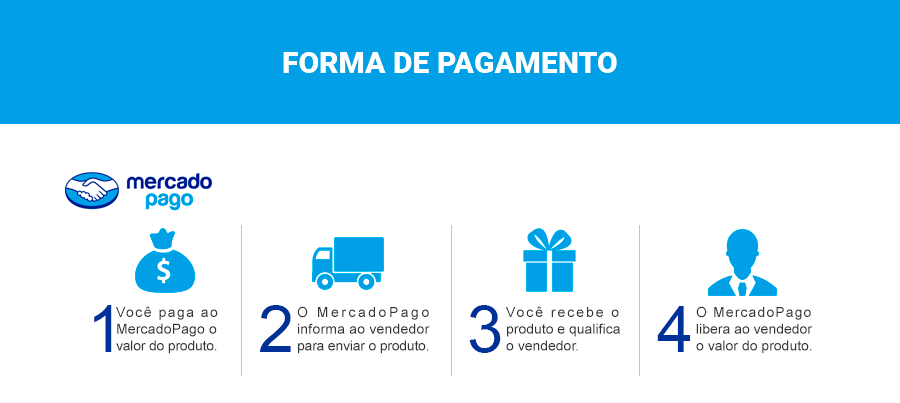 FORMA DE PAGAMENTO
mercado
pago
$
1
Você paga ao
MercadoPago o
valor do produto.
2
O MercadoPago
informa ao vendedor
para enviar o produto.
3
Você recebe o
produto e qualifica
o vendedor.
4
O MercadoPago
libera ao vendedor
o valor do produto.